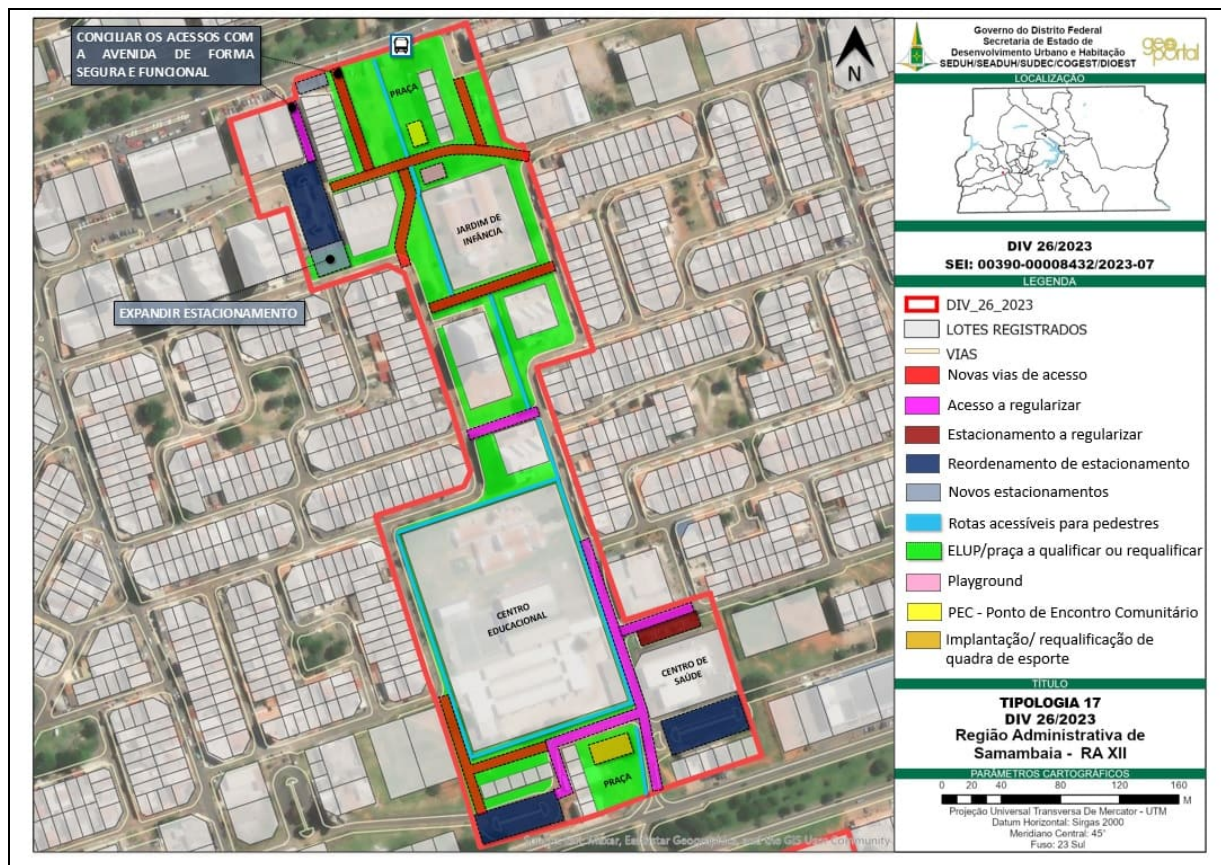 CONCILIAR OS ACESSOS COM
A AVENIDA DE FORMA
SEGURA E FUNCIONAL
PRAÇA
JARDIM DE
INFÂNCIA
EXPANDIR ESTACIONAMENTO
CENTRO
EDUCACIONAL
CENTRO DE
SAÚDE
PRAÇA
N
Governo do Distrito Federal
Secretaria de Estado de
Desenvolvimento Urbano e Habitação
SEDUH/SEADUH/SUDEC/COGEST/DIOEST
geo
portal
LOCALIZAÇÃO
DIV 26/2023
SEI: 00390-00008432/2023-07
LEGENDA
DIV_26_2023
LOTES REGISTRADOS
VIAS
Novas vias de acesso
Acesso a regularizar
Estacionamento a regularizar
Reordenamento de estacionamento
Novos estacionamentos
Rotas acessíveis para pedestres
ELUP/praça a qualificar ou requalificar
Playground
PEC - Ponto de Encontro Comunitário
Implantação/ requalificação de
quadra de esporte
TÍTULO
TIPOLOGIA 17
DIV 26/2023
Região Administrativa de
Samambaia - RA XII
PARÂMETROS CARTOGRÁFICOS
0 20 40 80 120 160
M
Projeção Universal Transversa De Mercator - UTM
Datum Horizontal: Sirgas 2000
Meridiano Central: 45°
Fuso: 23 Sul
Geographics, and the GIS User Community